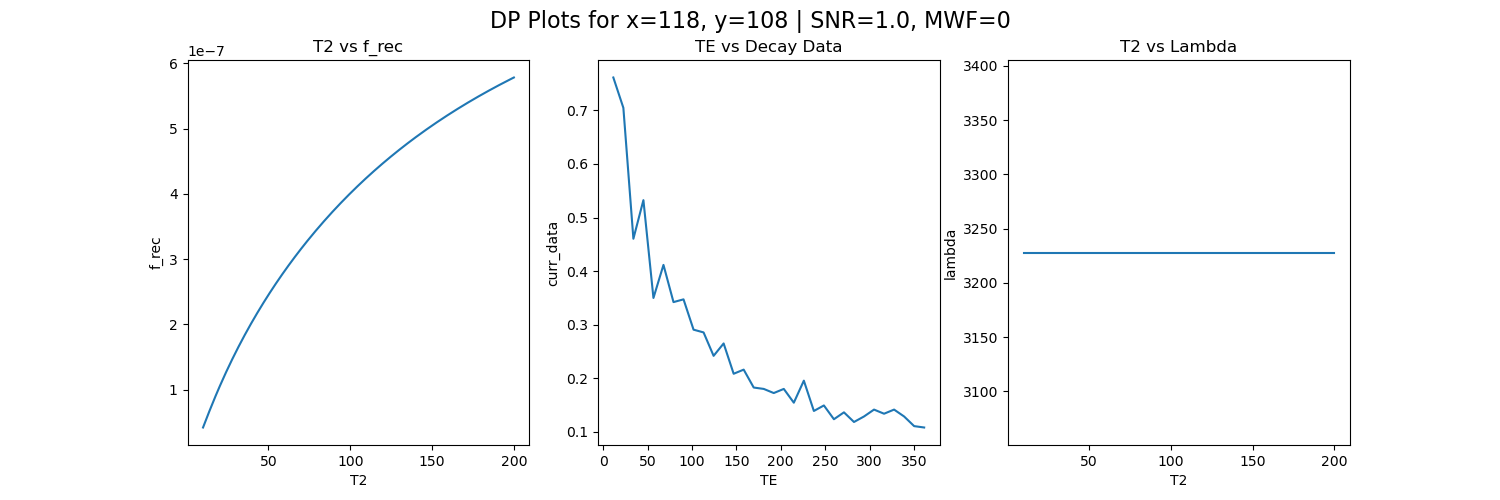 DP Plots for x=118, y=108 | SNR=1.0, MWF=0
T2 vs f_rec
1e−7
6
5
4
3
2
1
f_rec
50 100 150 200
T2
TE vs Decay Data
0.7
0.6
0.5
0.4
0.3
0.2
0.1
curr_data
0 50 100 150 200 250 300 350
TE
T2 vs Lambda
3400
3350
3300
3250
3200
3150
3100
lambda
50 100 150 200
T2